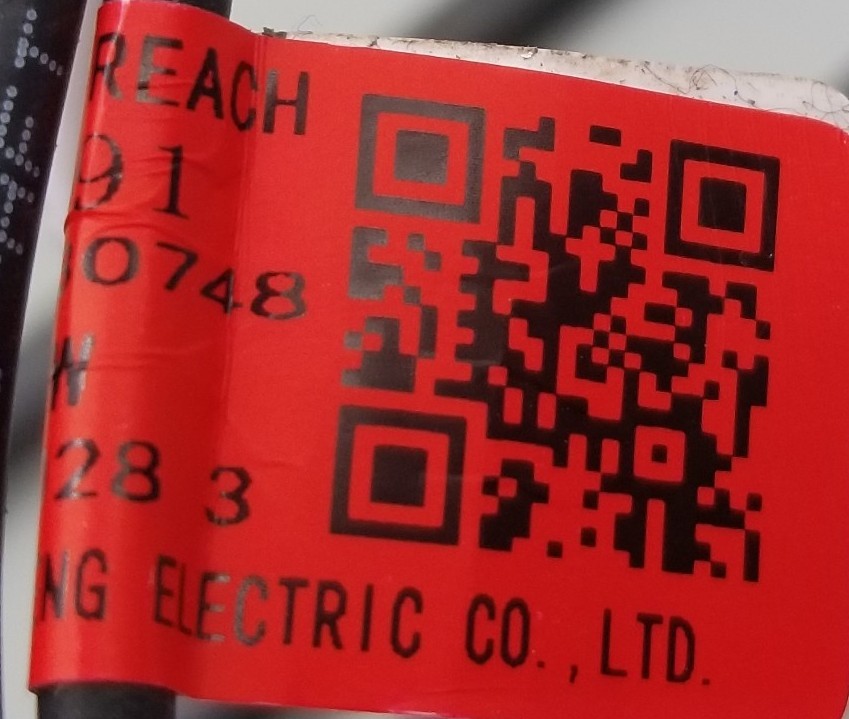 REACH
91
0748
28 3
NG ELECTRIC CO.,LTD.